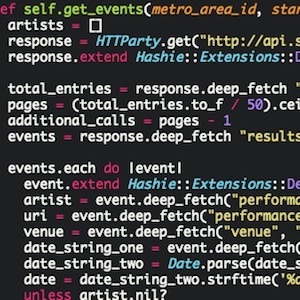 ef self.get_events(metro_area_id, star
artists = []
response = HTTParty.get("http://api.s
response.extend Hashie::Extensions::D
total_entries = response.deep_fetch "
pages = (total_entries.to_f / 50).cei
additional_calls = pages - 1
events = response.deep_fetch "results
events.each do |event|
event.extend Hashie::Extensions::De
artist = event.deep_fetch("performa
uri = event.deep_fetch("performance
venue = event.deep_fetch("venue", "
date_string_one = event.deep_fetch(
date_string_two = Date.parse(date_s
date = date_string_two.strftime('%d
unless artist.nil?